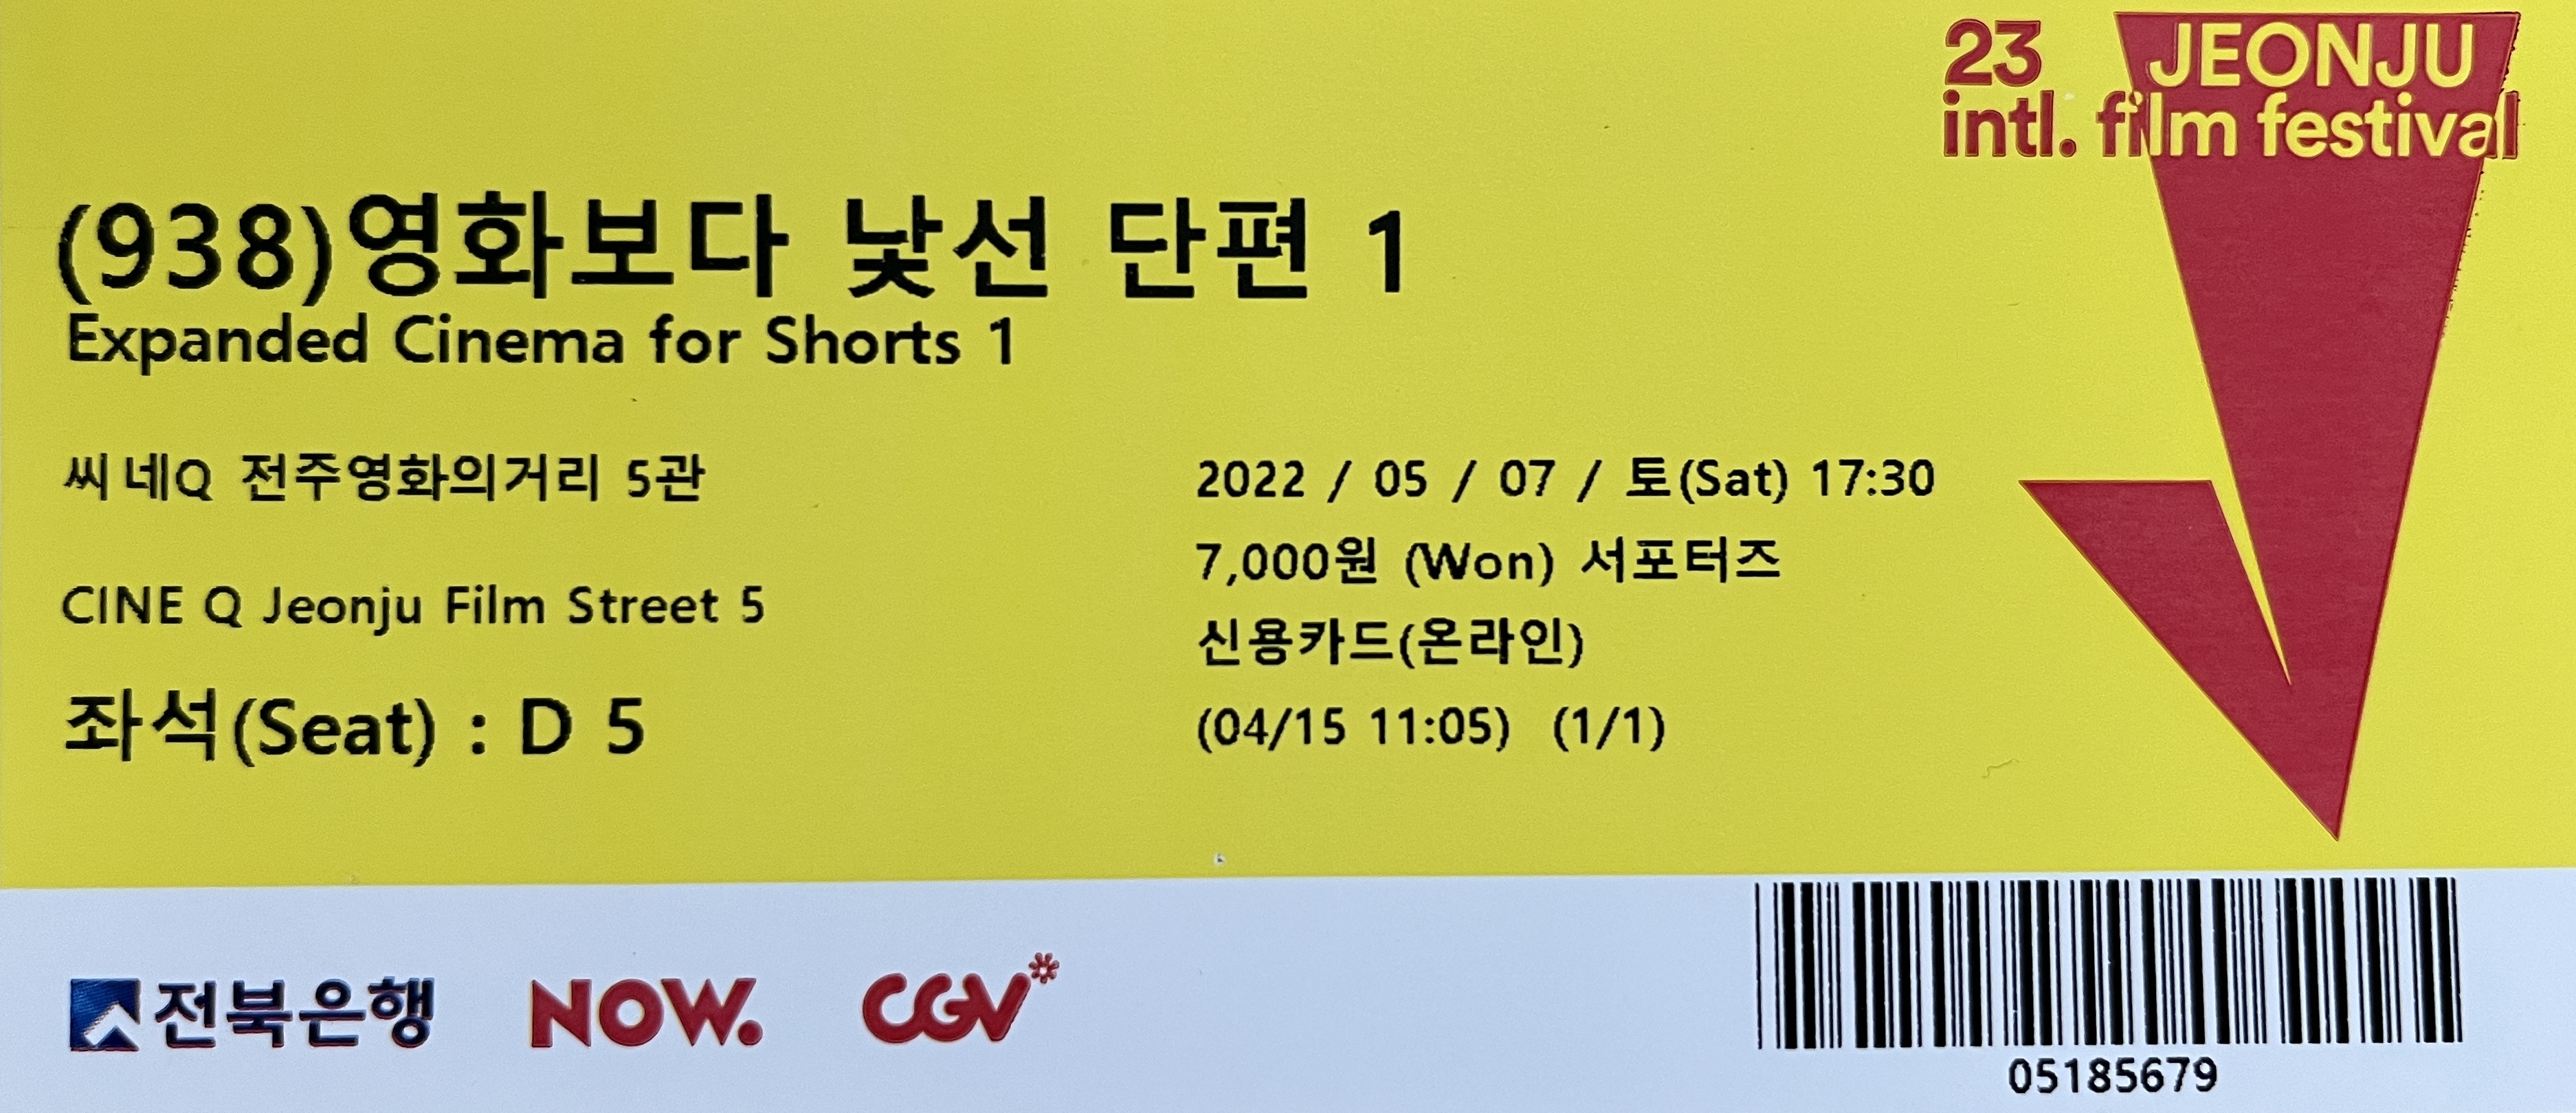 23 JEONJU
intl. film festival
(938)영화보다 낯선 단편 1
Expanded Cinema for Shorts 1
씨네Q 전주영화의거리 5관
CINE Q Jeonju Film Street 5
좌석(Seat) : D 5
2022 / 05 / 07 / 토(Sat) 17:30
7,000원 (Won) 서포터즈
신용카드(온라인)
(04/15 11:05) (1/1)
전북은행 NOW. CGV*
05185679